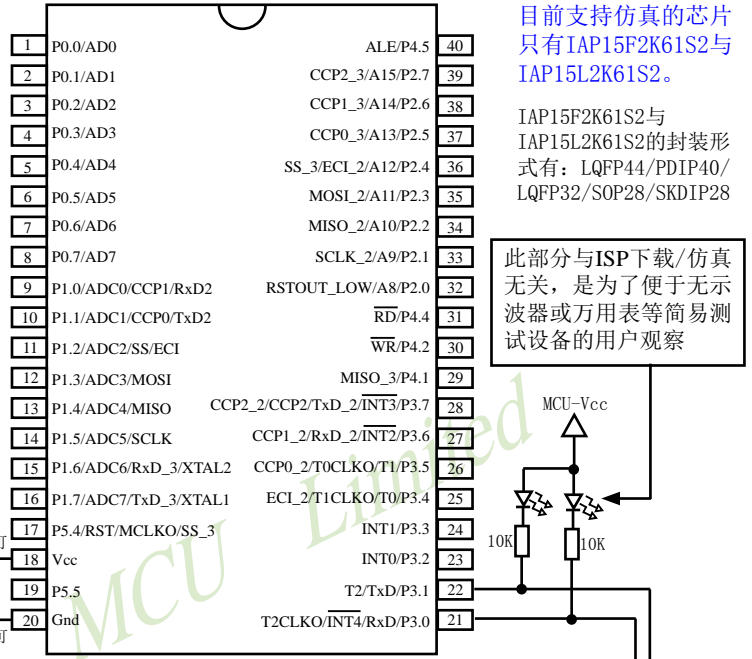 目前支持仿真的芯片
只有IAP15F2K61S2与
IAP15L2K61S2。
IAP15F2K61S2与
IAP15L2K61S2的封装形
式有：LQFP44/PDIP40/
LQFP32/SOP28/SKDIP28
此部分与ISP下载/仿真
无关，是为了便于无示
波器或万用表等简易测
试设备的用户观察
1 P0.0/AD0 ALE/P4.5 40
2 P0.1/AD1 CCP2_3/A15/P2.7 39
3 P0.2/AD2 CCP1_3/A14/P2.6 38
4 P0.3/AD3 CCP0_3/A13/P2.5 37
5 P0.4/AD4 SS_3/ECI_2/A12/P2.4 36
6 P0.5/AD5 MOSI_2/A11/P2.3 35
7 P0.6/AD6 MISO_2/A10/P2.2 34
8 P0.7/AD7 SCLK_2/A9/P2.1 33
9 P1.0/ADC0/CCP1/RxD2 RSTOUT_LOW/A8/P2.0 32
10 P1.1/ADC1/CCP0/TxD2 RD/P4.4 31
11 P1.2/ADC2/SS/ECI WR/P4.2 30
12 P1.3/ADC3/MOSI MISO_3/P4.1 29
13 P1.4/ADC4/MISO CCP2_2/CCP2/TxD_2/INT3/P3.7 28
14 P1.5/ADC5/SCLK CCP1_2/RxD_2/INT2/P3.6 27
15 P1.6/ADC6/RxD_3/XTAL2 CCP0_2/T0CLKO/T1/P3.5 26
16 P1.7/ADC7/TxD_3/XTAL1 ECI_2/T1CLKO/T0/P3.4 25
17 P5.4/RST/MCLKO/SS_3 INT1/P3.3 24
18 Vcc INT0/P3.2 23
19 P5.5 T2/TxD/P3.1 22
20 Gnd T2CLKO/INT4/RxD/P3.0 21
MCU-Vcc
10K 10K
MCU Limited